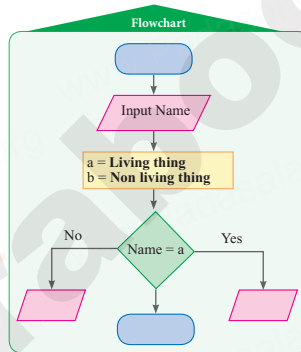 Flowchart
Input Name
a = Living thing
b = Non living thing
No
Yes
Name = a